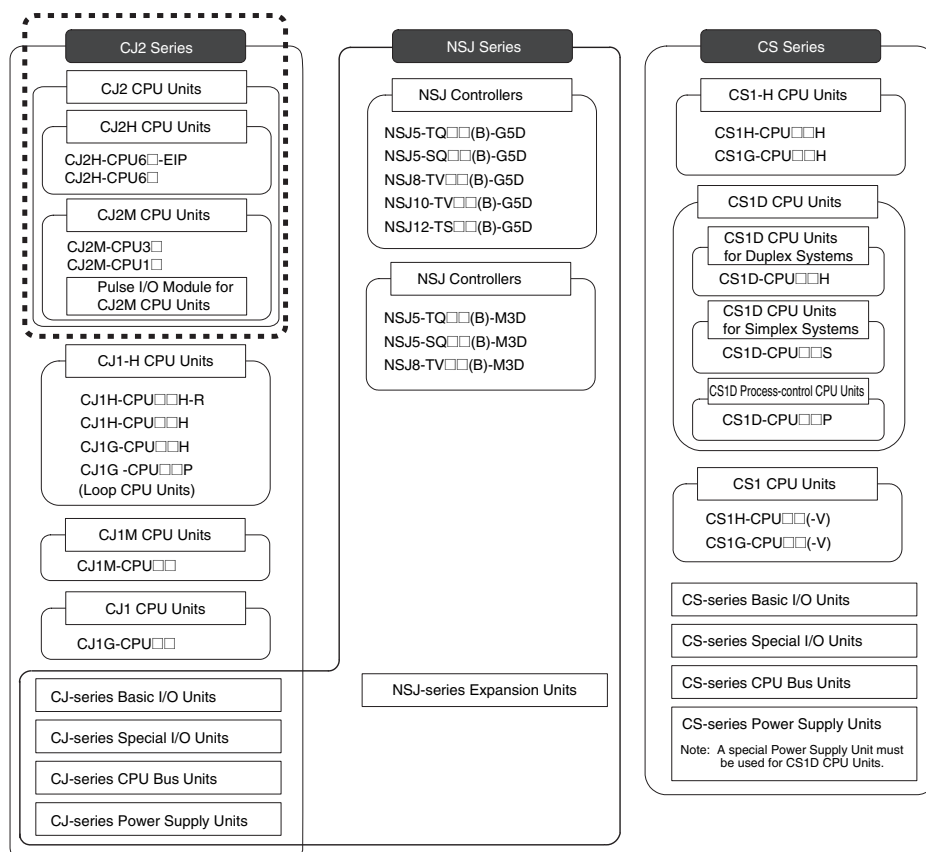 CJ2 Series
CJ2 CPU Units
CJ2H CPU Units
CJ2H-CPU6□-EIP
CJ2H-CPU6□
CJ2M CPU Units
CJ2M-CPU3□
CJ2M-CPU1□
Pulse I/O Module for
CJ2M CPU Units
CJ1-H CPU Units
CJ1H-CPU□□H-R
CJ1H-CPU□□H
CJ1G-CPU□□H
CJ1G -CPU□□P
(Loop CPU Units)
CJ1M CPU Units
CJ1M-CPU□□
CJ1 CPU Units
CJ1G-CPU□□
CJ-series Basic I/O Units
CJ-series Special I/O Units
CJ-series CPU Bus Units
CJ-series Power Supply Units
NSJ Series
NSJ Controllers
NSJ5-TQ□□(B)-G5D
NSJ5-SQ□□(B)-G5D
NSJ8-TV□□(B)-G5D
NSJ10-TV□□(B)-G5D
NSJ12-TS□□(B)-G5D
NSJ Controllers
NSJ5-TQ□□(B)-M3D
NSJ5-SQ□□(B)-M3D
NSJ8-TV□□(B)-M3D
NSJ-series Expansion Units
CS Series
CS1-H CPU Units
CS1H-CPU□□H
CS1G-CPU□□H
CS1D CPU Units
CS1D CPU Units
for Duplex Systems
CS1D-CPU□□H
CS1D CPU Units
for Simplex Systems
CS1D-CPU□□S
CS1D Process-control CPU Units
CS1D-CPU□□P
CS1 CPU Units
CS1H-CPU□□(-V)
CS1G-CPU□□(-V)
CS-series Basic I/O Units
CS-series Special I/O Units
CS-series CPU Bus Units
CS-series Power Supply Units
Note: A special Power Supply Unit must
be used for CS1D CPU Units.